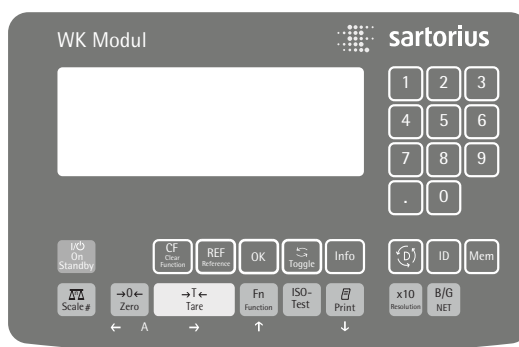 WK Modul
sartorius
1 2 3
4 5 6
7 8 9
. 0
I/⏻
On
Standby
CF
Clear
Function
REF
Reference
OK
Toggle
Info
D
ID
Mem
Scale #
→0←
Zero
→T←
Tare
Fn
Function
ISO-
Test
Print
x10
Resolution
B/G
NET
← A → ↑ ↓